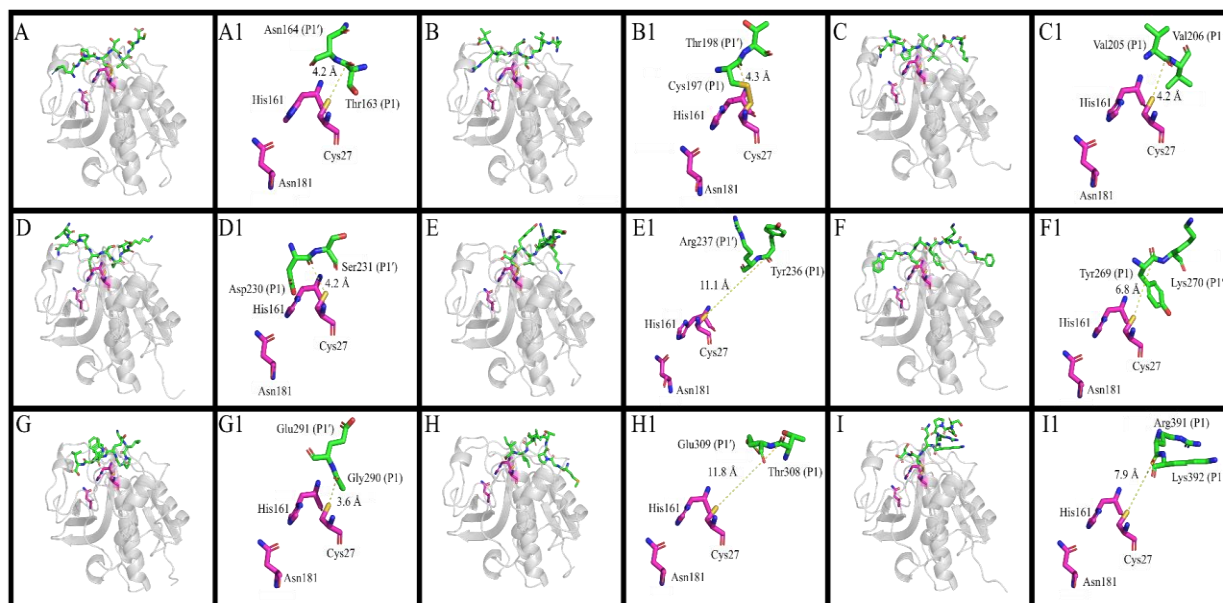 A
A1
Asn164 (P1′)
4.2 Å
Thr163 (P1)
His161
Cys27
Asn181
B
B1
Thr198 (P1′)
4.3 Å
Cys197 (P1)
His161
Cys27
Asn181
C
C1
Val206 (P1
Val205 (P1)
His161
4.2 Å
Cys27
Asn181
D
D1
Ser231 (P1′)
Asp230 (P1)
4.2 Å
His161
Cys27
Asn181
E
E1
Arg237 (P1′)
Tyr236 (P1)
11.1 Å
His161
Cys27
Asn181
F
F1
Tyr269 (P1)
Lys270 (P1′
6.8 Å
His161
Cys27
Asn181
G
G1
Glu291 (P1′)
Gly290 (P1)
3.6 Å
His161
Cys27
Asn181
H
H1
Glu309 (P1′)
11.8 Å
Thr308 (P1)
His161
Cys27
Asn181
I
I1
Arg391 (P1)
7.9 Å
Lys392 (P1
His161
Cys27
Asn181